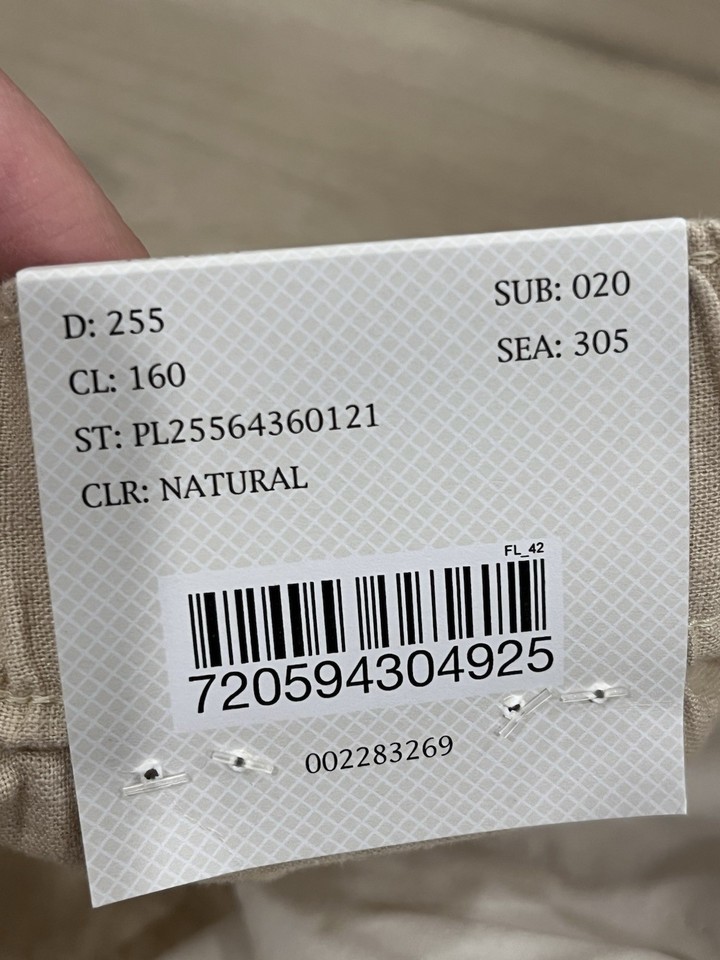 D: 255
SUB: 020
CL: 160
SEA: 305
ST: PL25564360121
CLR: NATURAL
FL_42
720594304925
002283269